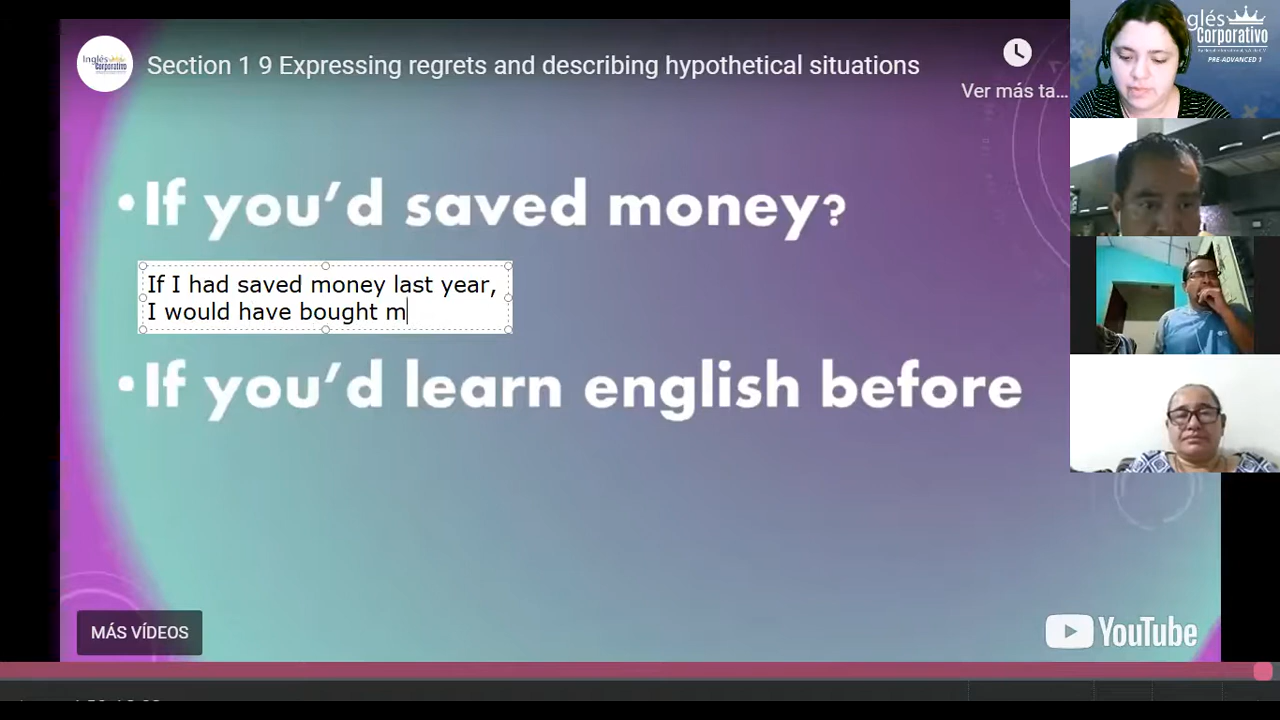 Inglés
Corporativo
Section 1 9 Expressing regrets and describing hypothetical situations
Ver más ta...
glés
Corporativo
PRE-ADVANCED 1
•If you'd saved money?
If I had saved money last year,
I would have bought m
•If you'd learn english before
MÁS VÍDEOS
YouTube